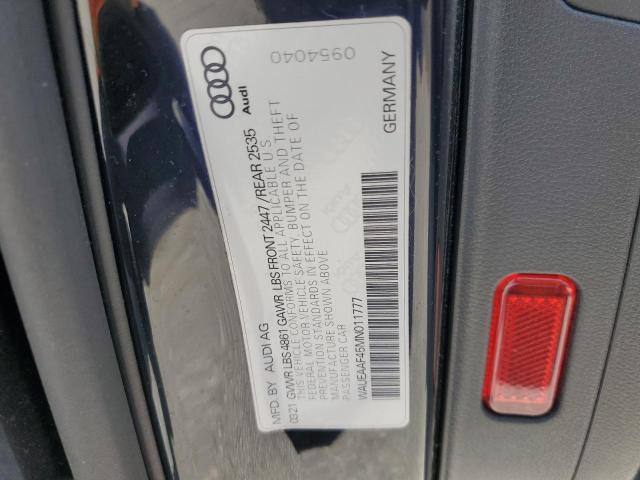 Audi
0954040
MFD. BY AUDI AG
03.21 GVWR LBS 4861 GAWR LBS FRONT 2447/REAR 2535
THIS VEHICLE CONFORMS TO ALL APPLICABLE U.S.
FEDERAL MOTOR VEHICLE SAFETY, BUMPER AND THEFT
PREVENTION STANDARDS IN EFFECT ON THE DATE OF
MANUFACTURE SHOWN ABOVE
PASSENGER CAR
WAUEAAF45MN011777
GERMANY